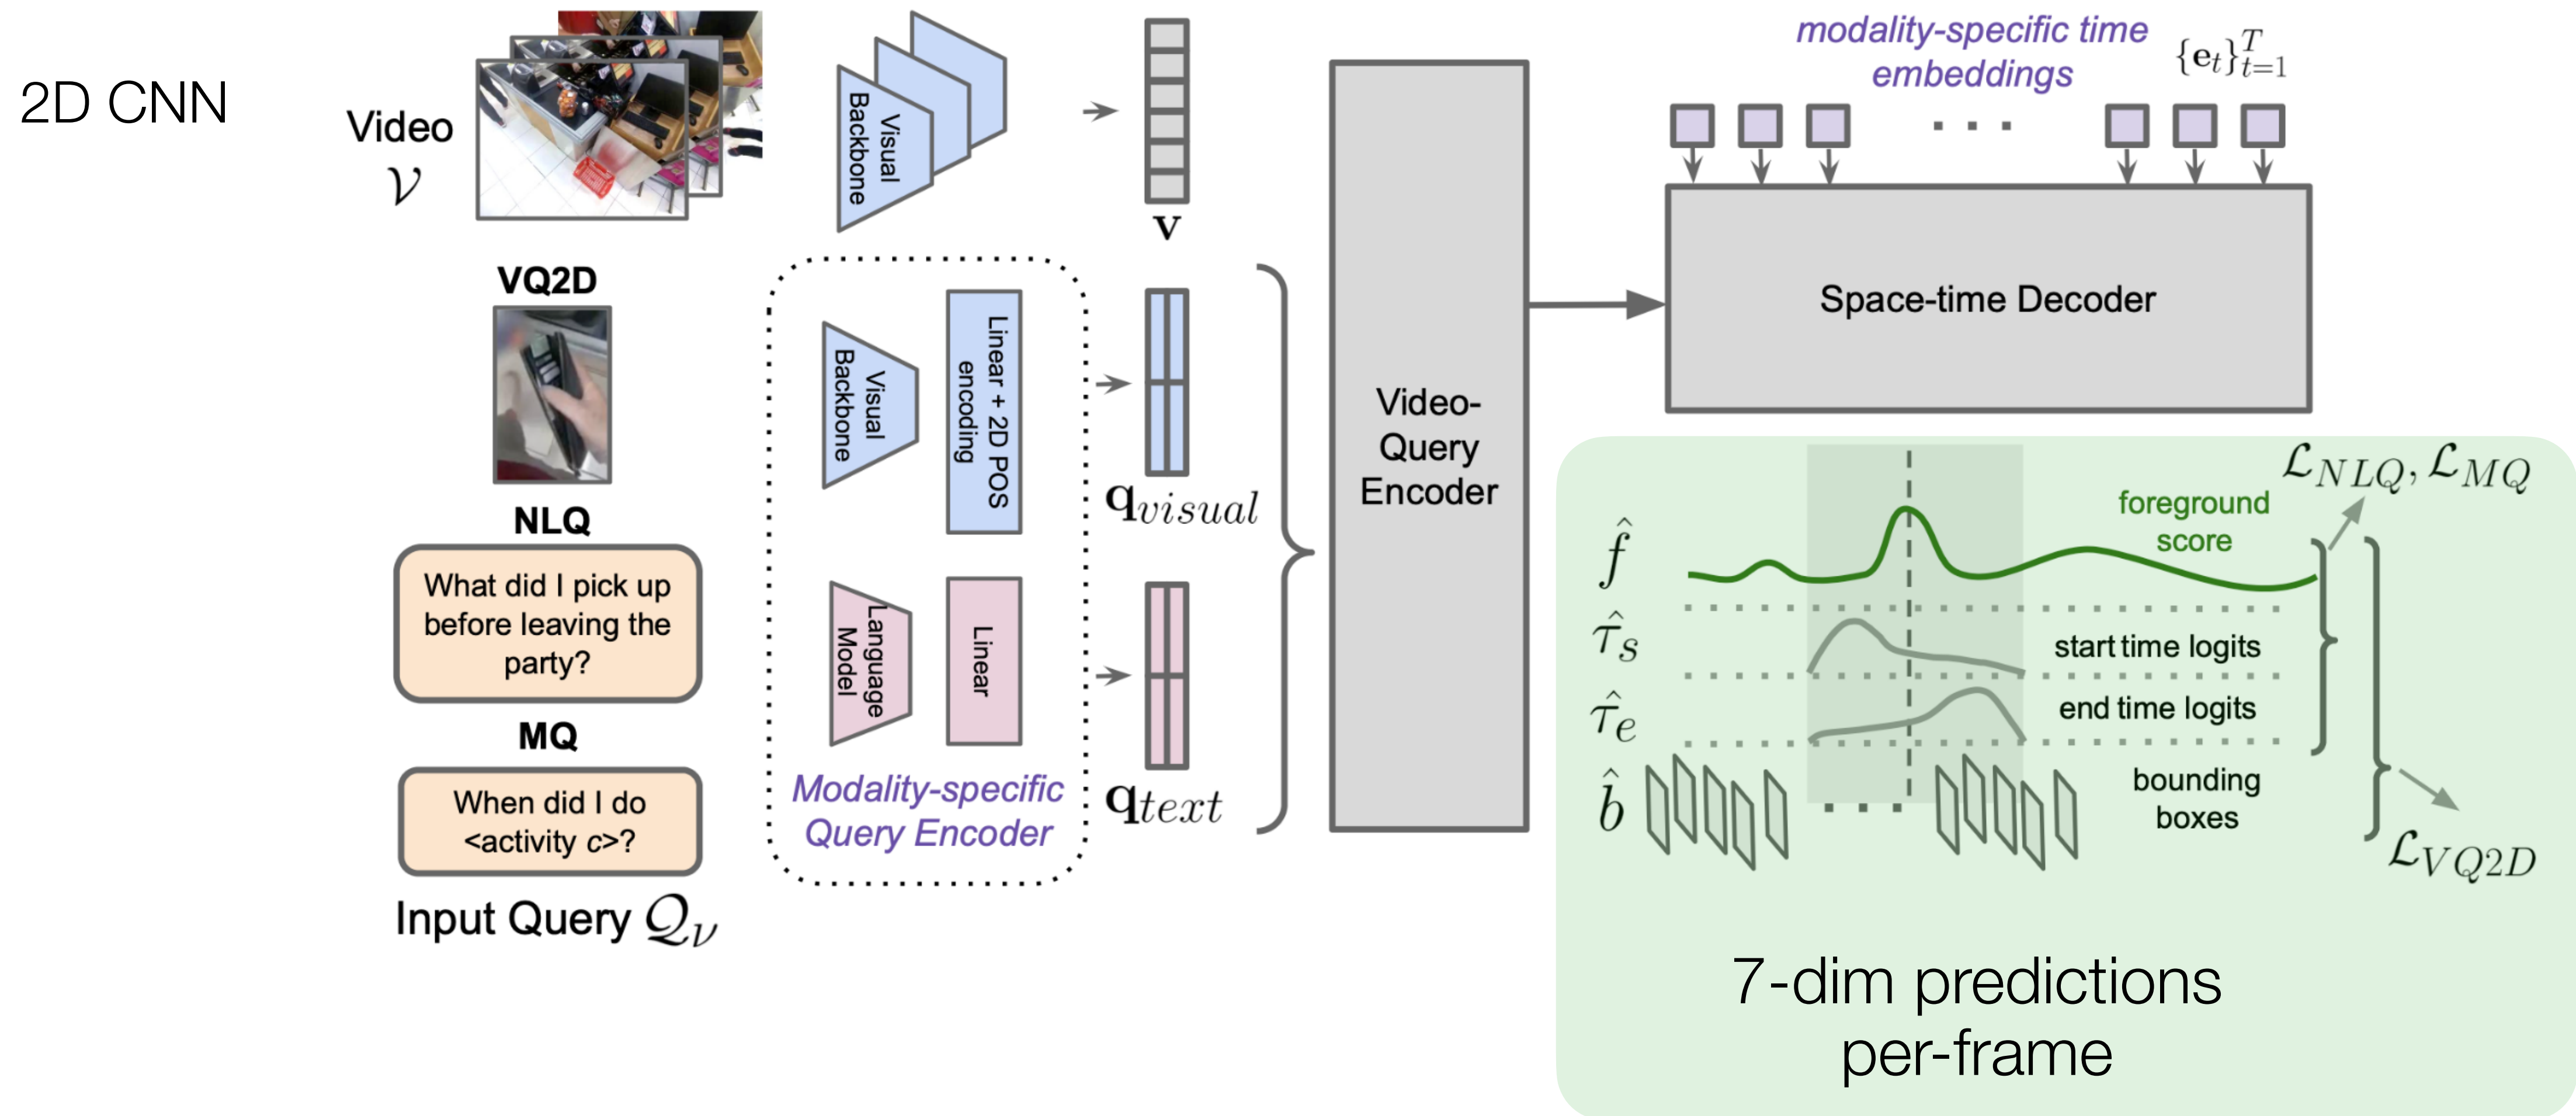 2D CNN
Video
𝒱
VQ2D
NLQ
What did I pick up
before leaving the
party?
MQ
When did I do
<activity c>?
Input Query 𝒬ᵥ
Visual
Backbone
v
Visual
Backbone
Linear + 2D POS
encoding
q_visual
Language
Model
Linear
q_text
Modality-specific
Query Encoder
Video-
Query
Encoder
modality-specific time
embeddings
{e_t}_{t=1}^T
. . .
Space-time Decoder
ℒ_NLQ, ℒ_MQ
foreground
score
f̂
τ̂_s
start time logits
τ̂_e
end time logits
b̂
. . .
bounding
boxes
ℒ_VQ2D
7-dim predictions
per-frame